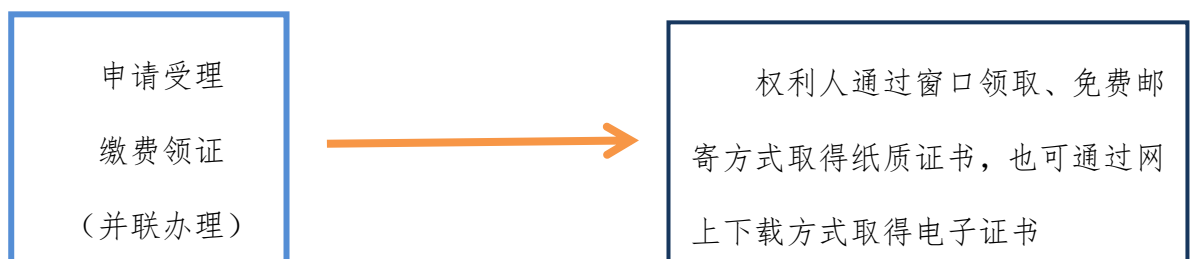 申请受理
缴费领证
（并联办理）
权利人通过窗口领取、免费邮
寄方式取得纸质证书，也可通过网
上下载方式取得电子证书